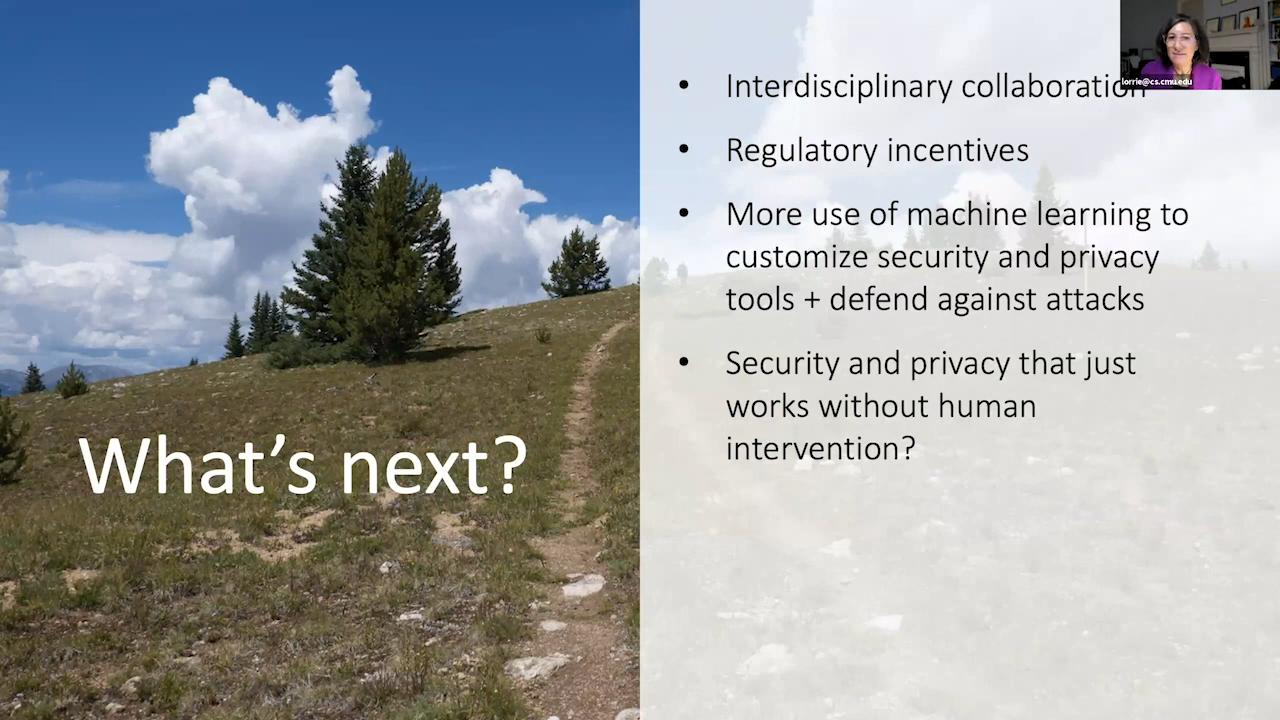 lorrie@cs.cmu.edu
• Interdisciplinary collaboration
• Regulatory incentives
• More use of machine learning to
customize security and privacy
tools + defend against attacks
• Security and privacy that just
works without human
intervention?
What's next?